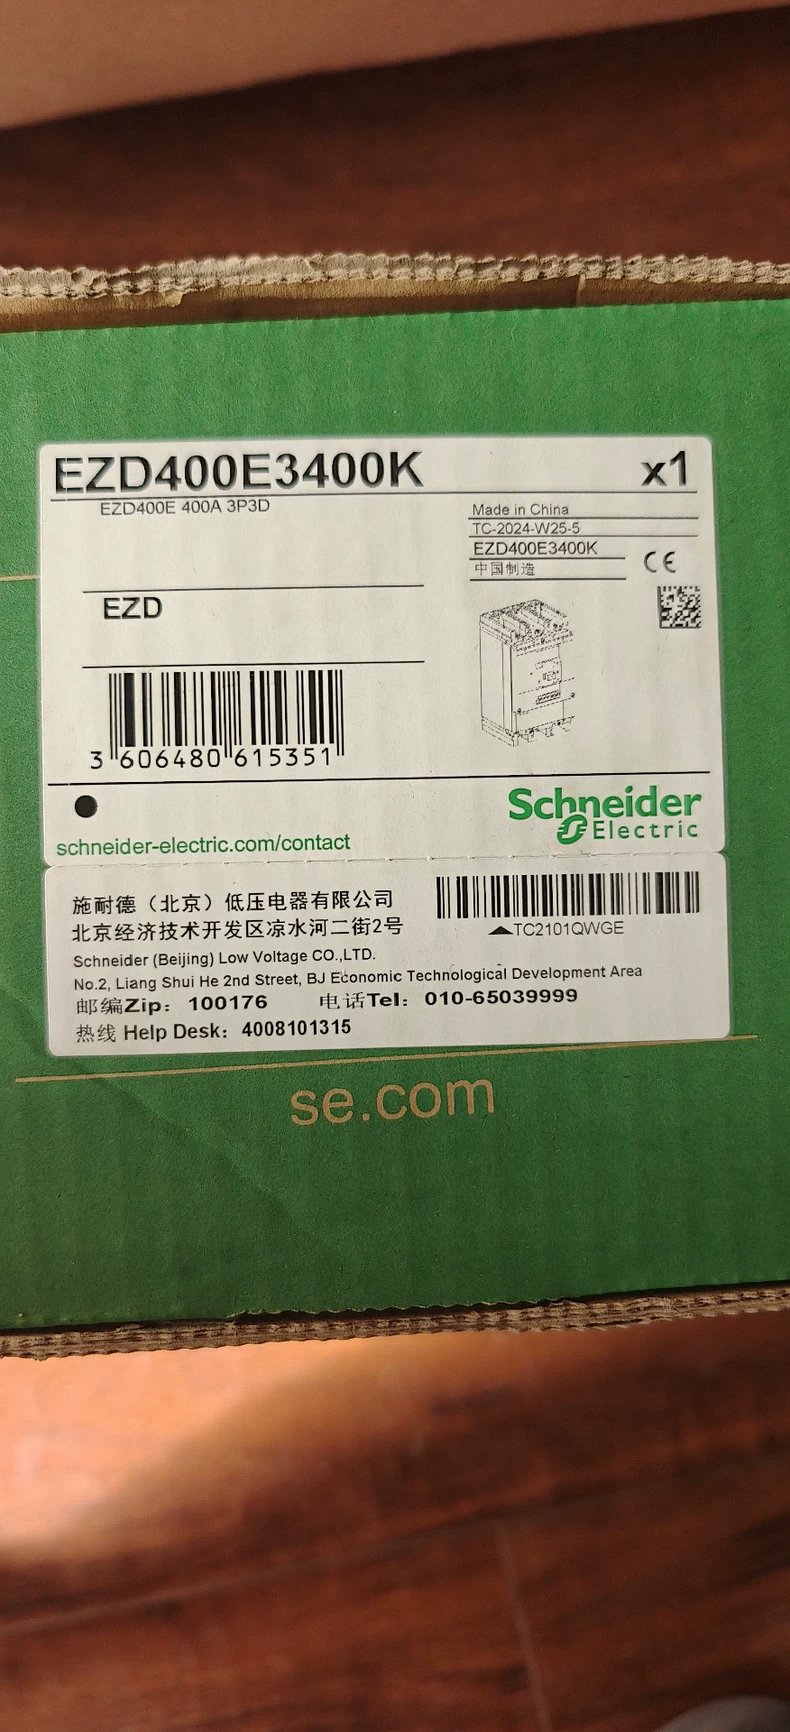 EZD400E3400K
x1
EZD400E 400A 3P3D
Made in China
TC-2024-W25-5
EZD400E3400K
中国制造
CE
EZD
3 606480 615351
schneider-electric.com/contact
Schneider
Electric
施耐德（北京）低压电器有限公司
北京经济技术开发区凉水河二街2号
TC2101QWGE
Schneider (Beijing) Low Voltage CO.,LTD.
No.2, Liang Shui He 2nd Street, BJ Economic Technological Development Area
邮编Zip：100176 电话Tel：010-65039999
热线 Help Desk：4008101315
se.com